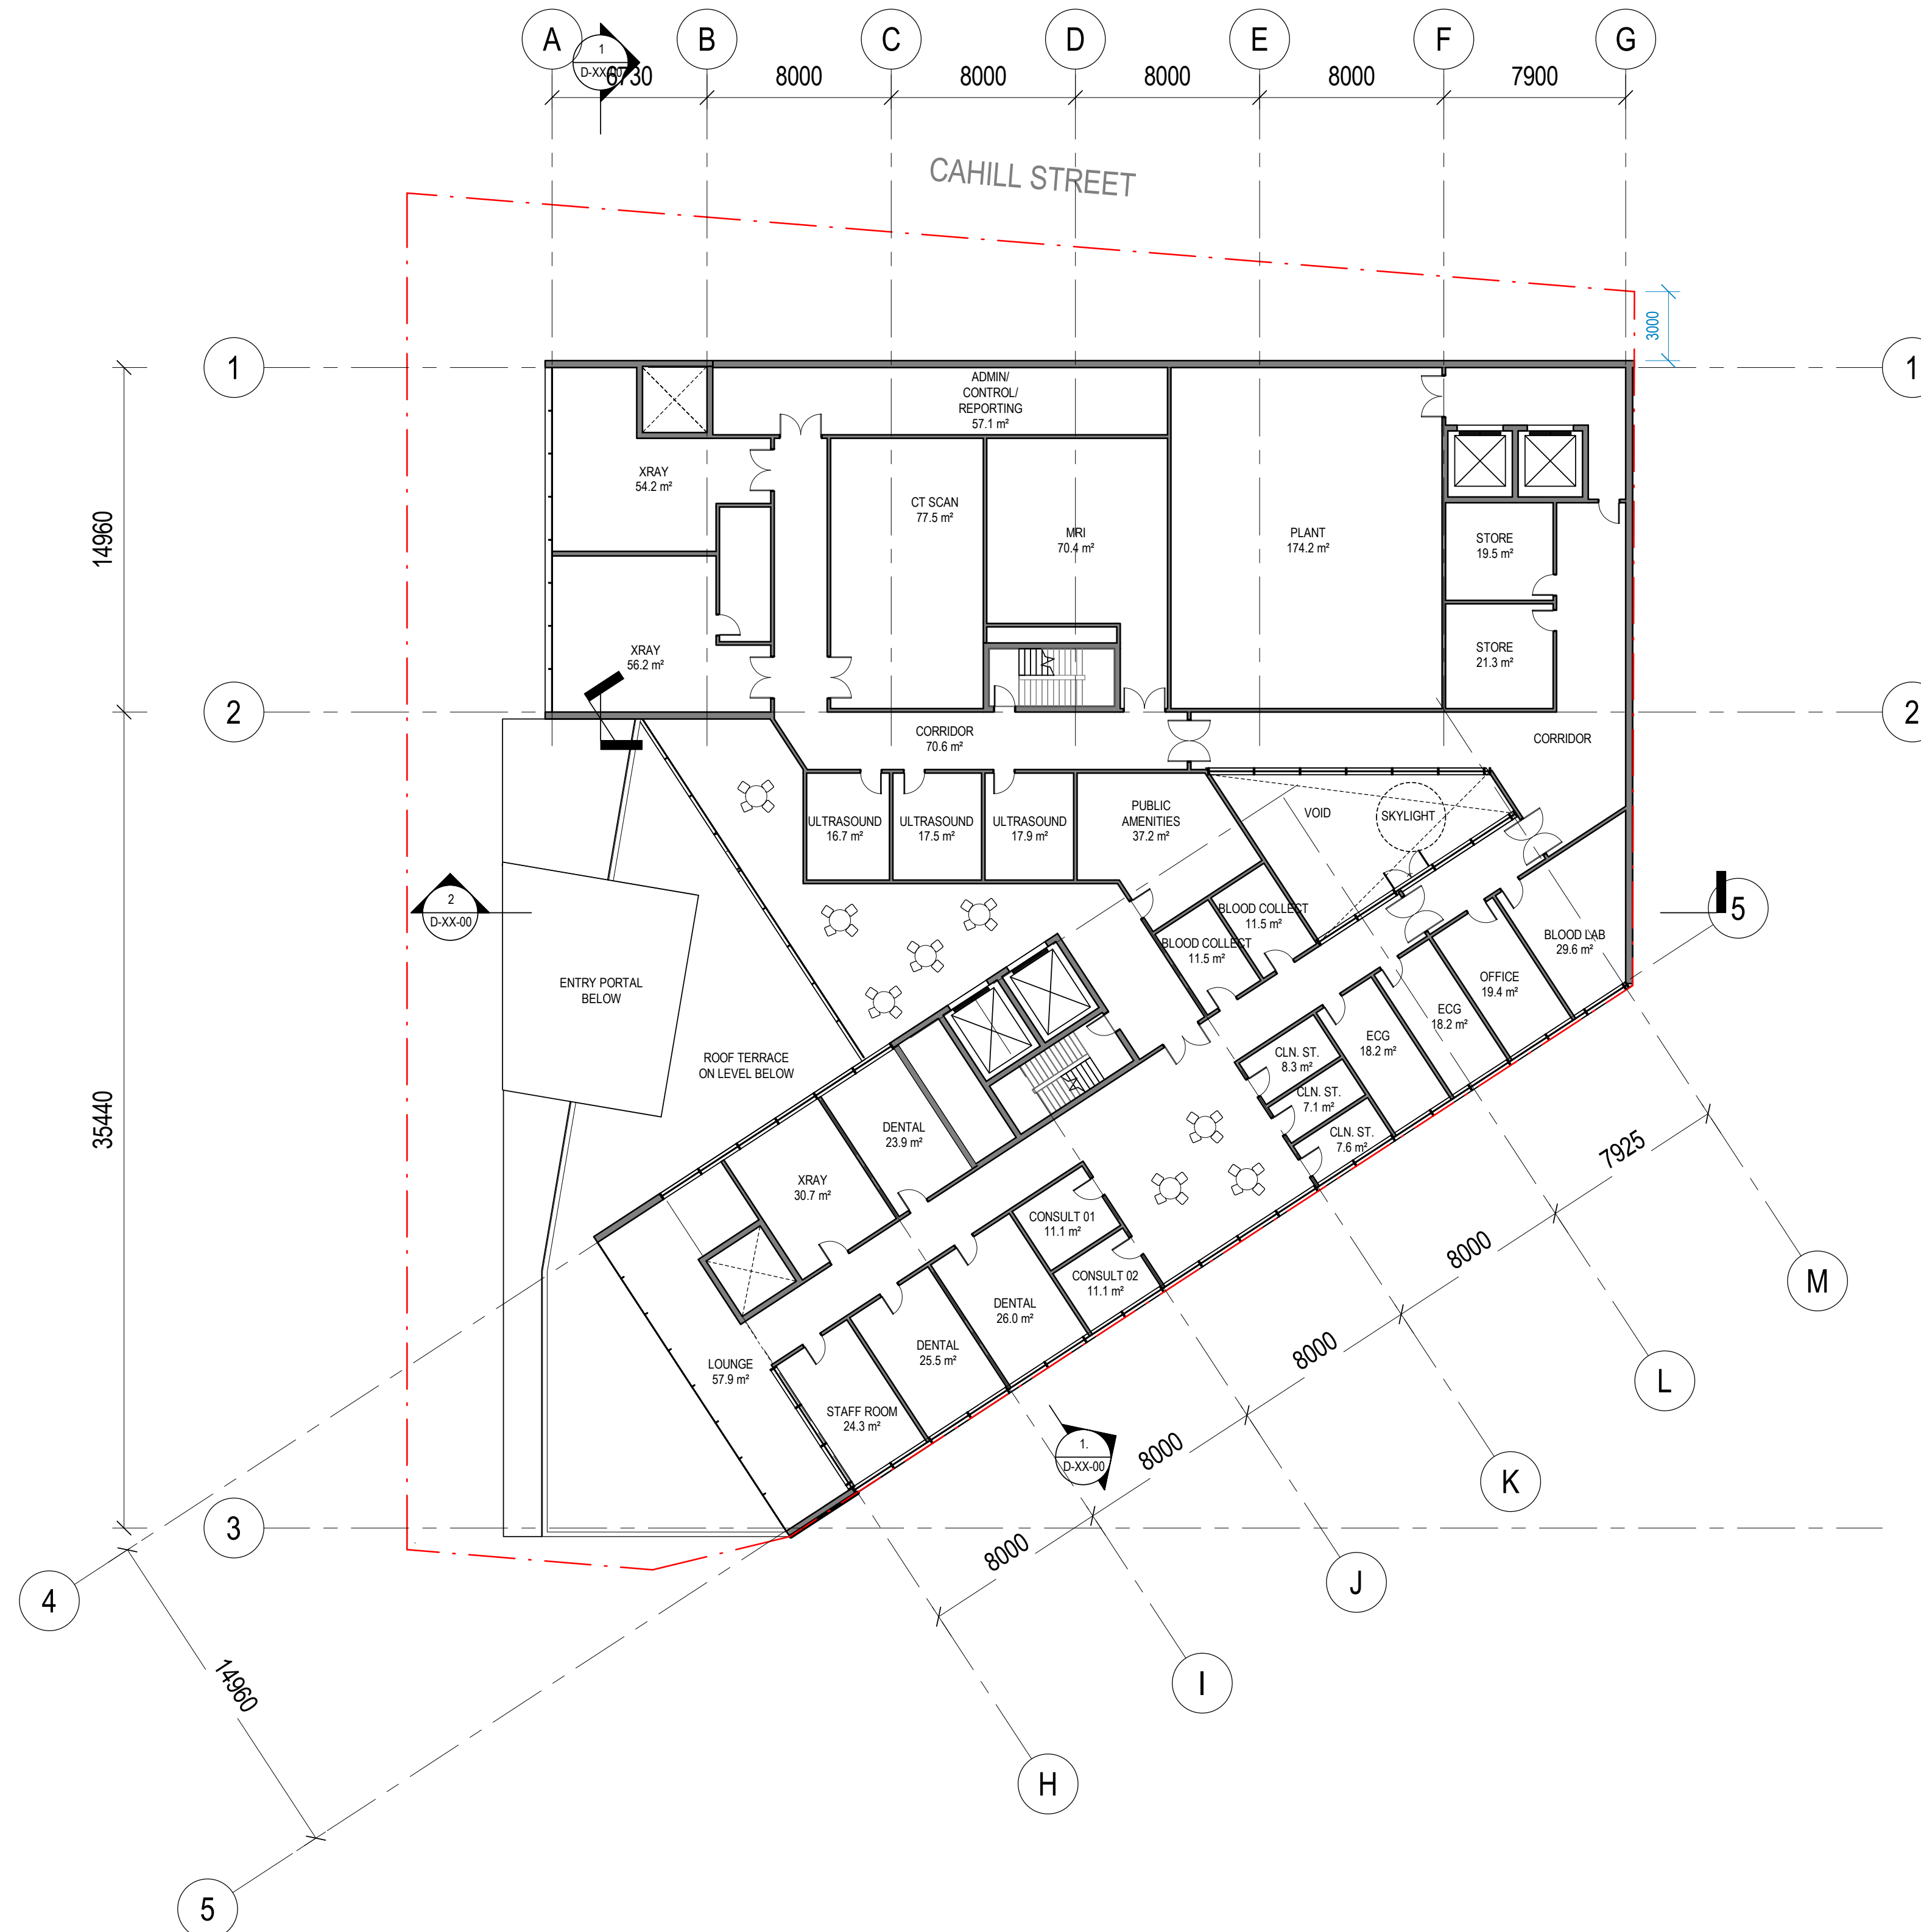 A
B
C
D
E
F
G
1
D-XX-00
6730
8000
8000
8000
8000
7900
CAHILL STREET
3000
1
1
ADMIN/
CONTROL/
REPORTING
57.1 m²
XRAY
54.2 m²
CT SCAN
77.5 m²
MRI
70.4 m²
PLANT
174.2 m²
STORE
19.5 m²
14960
XRAY
56.2 m²
STORE
21.3 m²
2
2
CORRIDOR
70.6 m²
CORRIDOR
ULTRASOUND
16.7 m²
ULTRASOUND
17.5 m²
ULTRASOUND
17.9 m²
PUBLIC
AMENITIES
37.2 m²
VOID
SKYLIGHT
2
D-XX-00
BLOOD COLLECT
11.5 m²
BLOOD COLLECT
11.5 m²
5
BLOOD LAB
29.6 m²
ENTRY PORTAL
BELOW
OFFICE
19.4 m²
ECG
18.2 m²
ECG
18.2 m²
ROOF TERRACE
ON LEVEL BELOW
CLN. ST.
8.3 m²
CLN. ST.
7.1 m²
CLN. ST.
7.6 m²
35440
DENTAL
23.9 m²
XRAY
30.7 m²
CONSULT 01
11.1 m²
CONSULT 02
11.1 m²
DENTAL
26.0 m²
DENTAL
25.5 m²
LOUNGE
57.9 m²
STAFF ROOM
24.3 m²
7925
8000
8000
8000
8000
M
L
K
J
I
H
1.
D-XX-00
3
4
14960
5